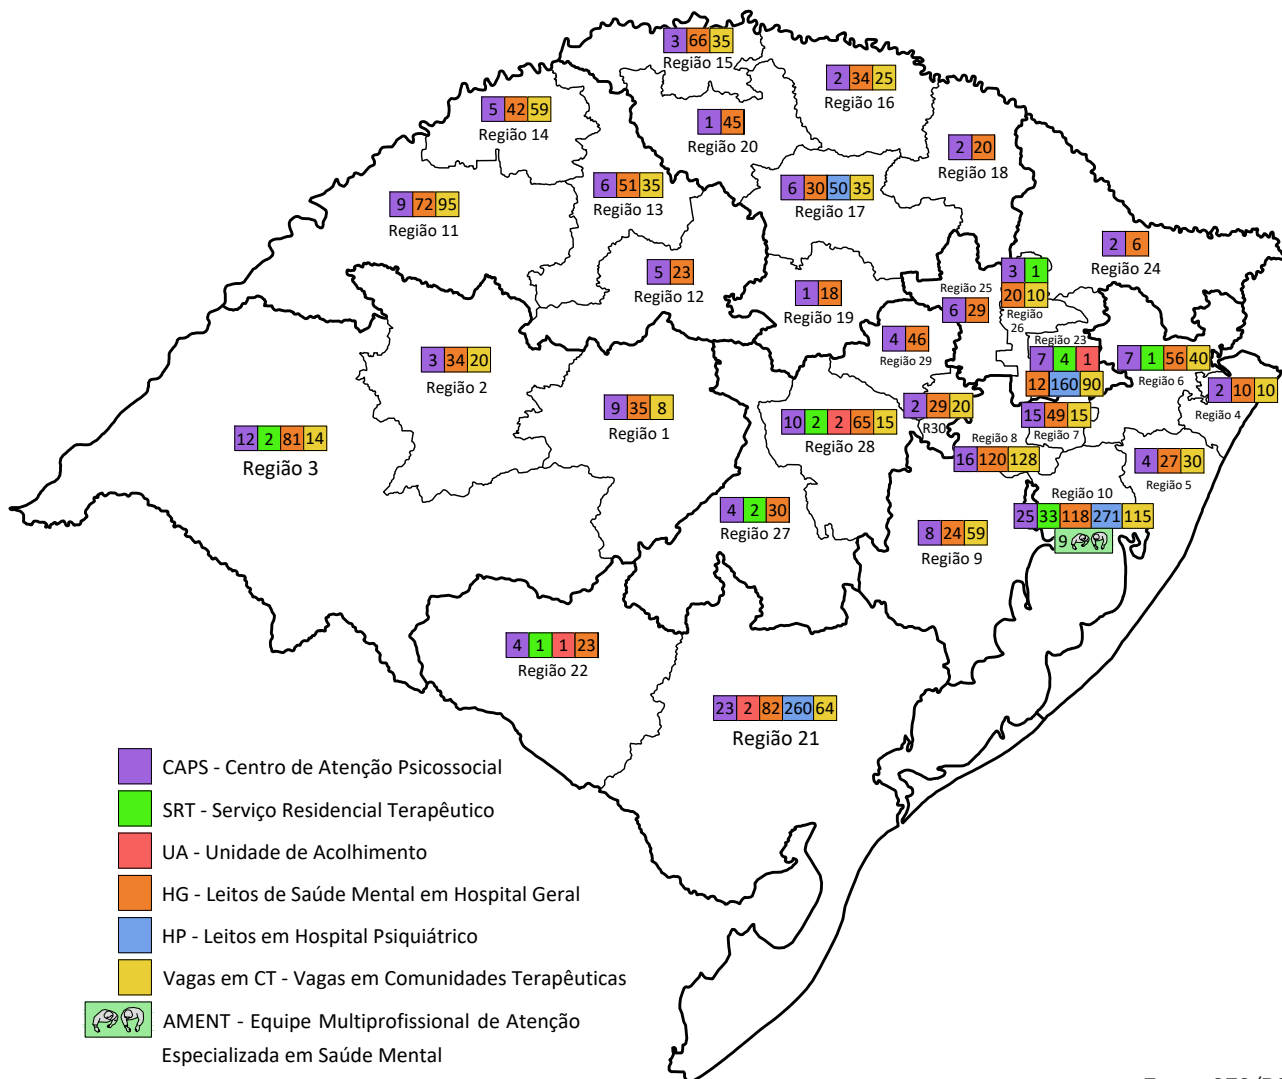 3 66 35
Região 15
2 34 25
Região 16
5 42 59
Região 14
1 45
Região 20
2 20
Região 18
6 51 35
Região 13
6 30 50 35
Região 17
9 72 95
Região 11
2 6
Região 24
5 23
Região 12
3 1
20 10
Região
26
1 18
Região 19
Região 25
6 29
4 46
Região 29
Região 23
7 4 1
12 160 90
7 1 56 40
Região 6
3 34 20
Região 2
2 10 10
Região 4
9 35 8
Região 1
10 2 2 65 15
Região 28
2 29 20
R30
15 49 15
Região 7
12 2 81 14
Região 3
Região 8
16 120 128
4 27 30
Região 5
4 2 30
Região 27
Região 10
25 33 118 271 115
9
8 24 59
Região 9
4 1 1 23
Região 22
23 2 82 260 64
Região 21
CAPS - Centro de Atenção Psicossocial
SRT - Serviço Residencial Terapêutico
UA - Unidade de Acolhimento
HG - Leitos de Saúde Mental em Hospital Geral
HP - Leitos em Hospital Psiquiátrico
Vagas em CT - Vagas em Comunidades Terapêuticas
AMENT - Equipe Multiprofissional de Atenção
Especializada em Saúde Mental